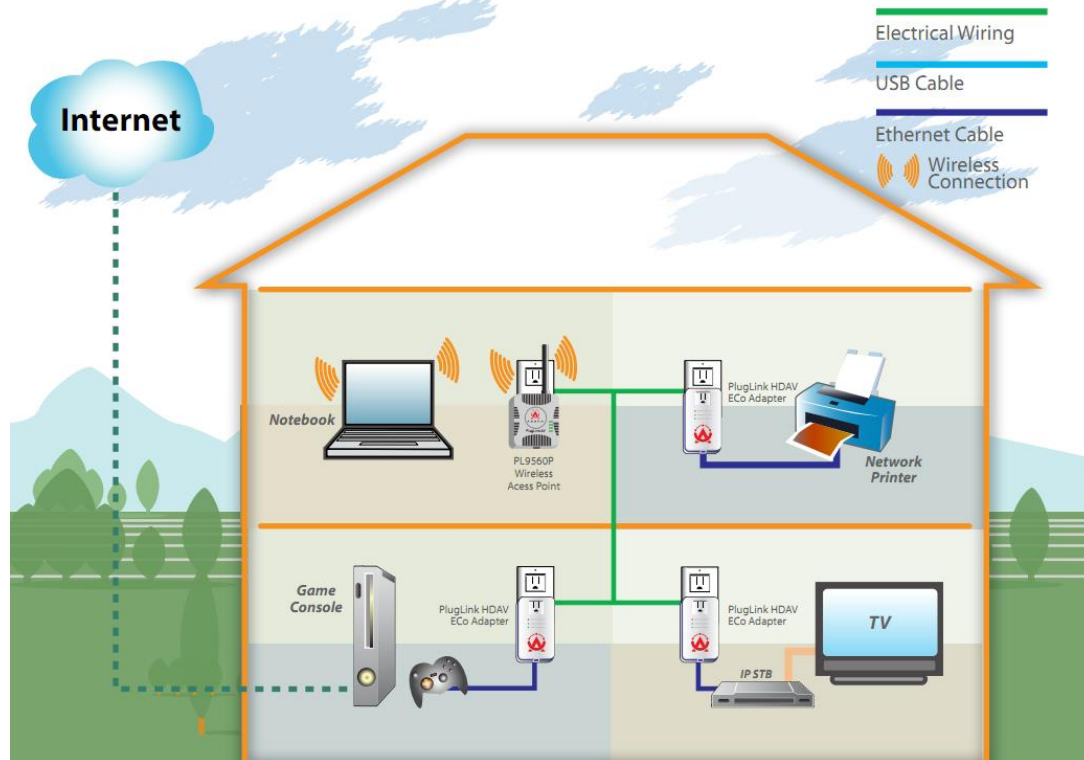 Electrical Wiring
USB Cable
Ethernet Cable
Wireless
Connection
Internet
Notebook
PL9560P
Wireless
Acess Point
PlugLink HDAV
ECo Adapter
Network
Printer
Game
Console
PlugLink HDAV
ECo Adapter
PlugLink HDAV
ECo Adapter
IP STB
TV